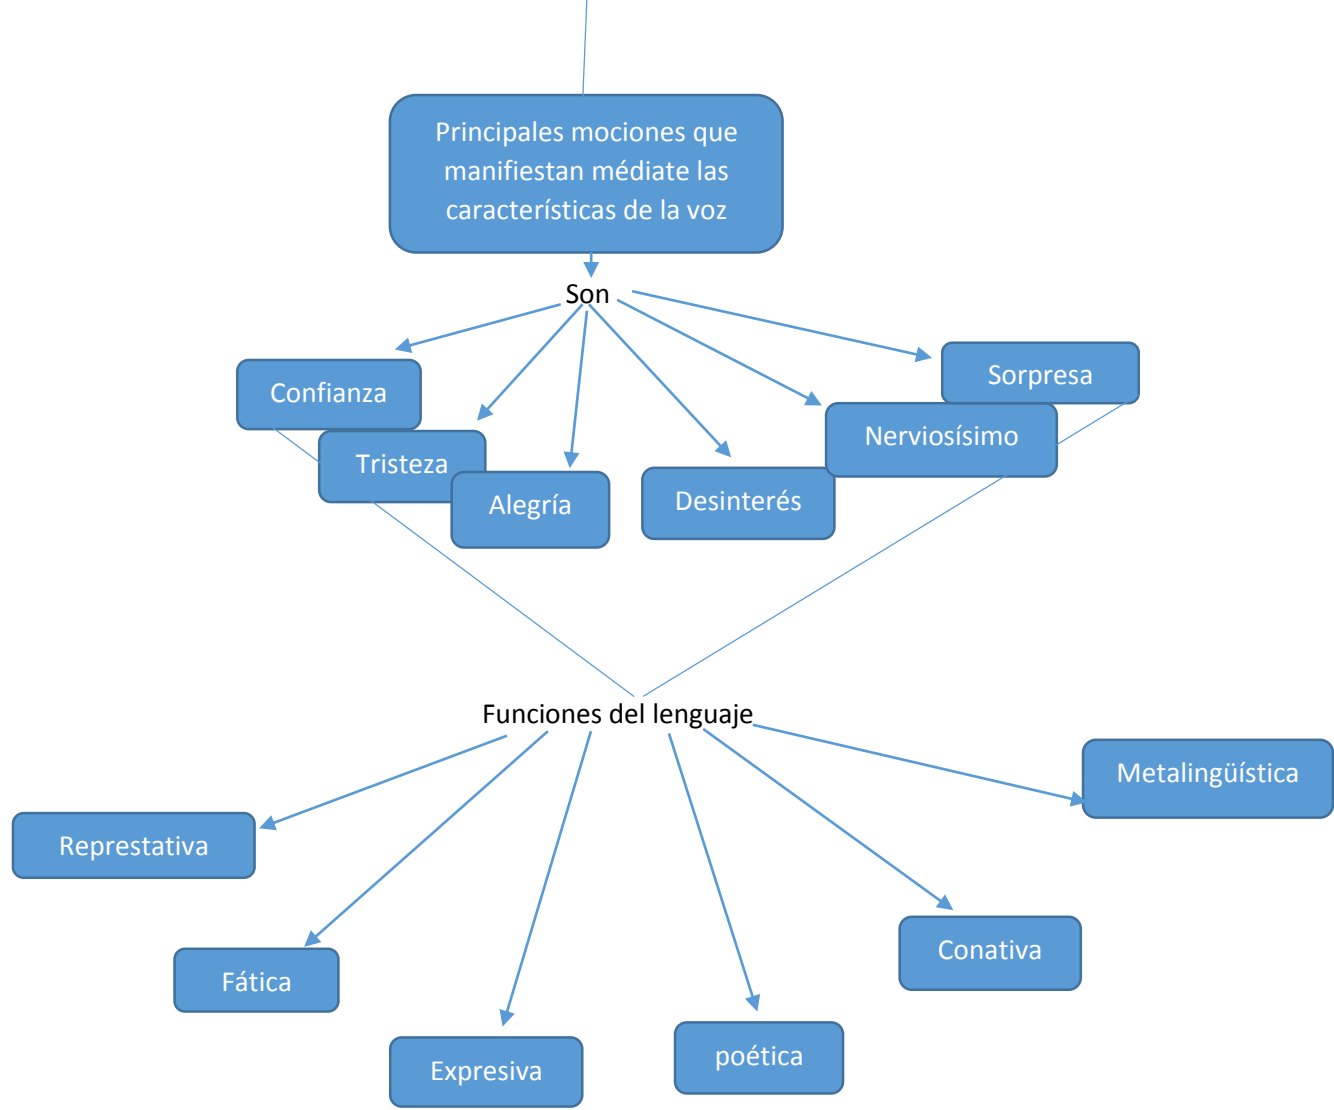 Principales mociones que
manifiestan médiate las
características de la voz
Son
Confianza
Tristeza
Alegría
Desinterés
Nerviosísimo
Sorpresa
Funciones del lenguaje
Represtativa
Fática
Expresiva
poética
Conativa
Metalingüística